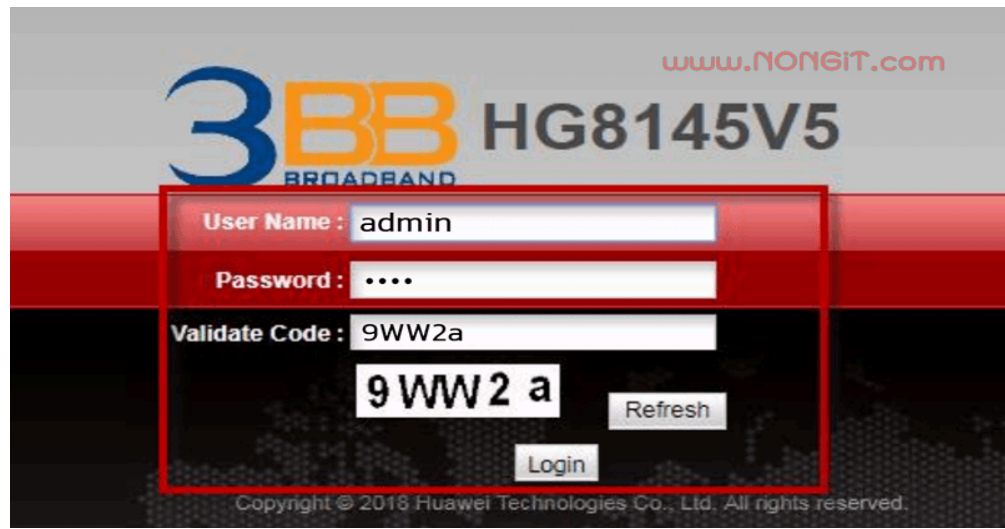 www.NONGIT.com
3BB HG8145V5
BROADBAND
User Name : admin
Password : ••••
Validate Code : 9WW2a
9WW2a
Refresh
Login
Copyright © 2018 Huawei Technologies Co., Ltd. All rights reserved.